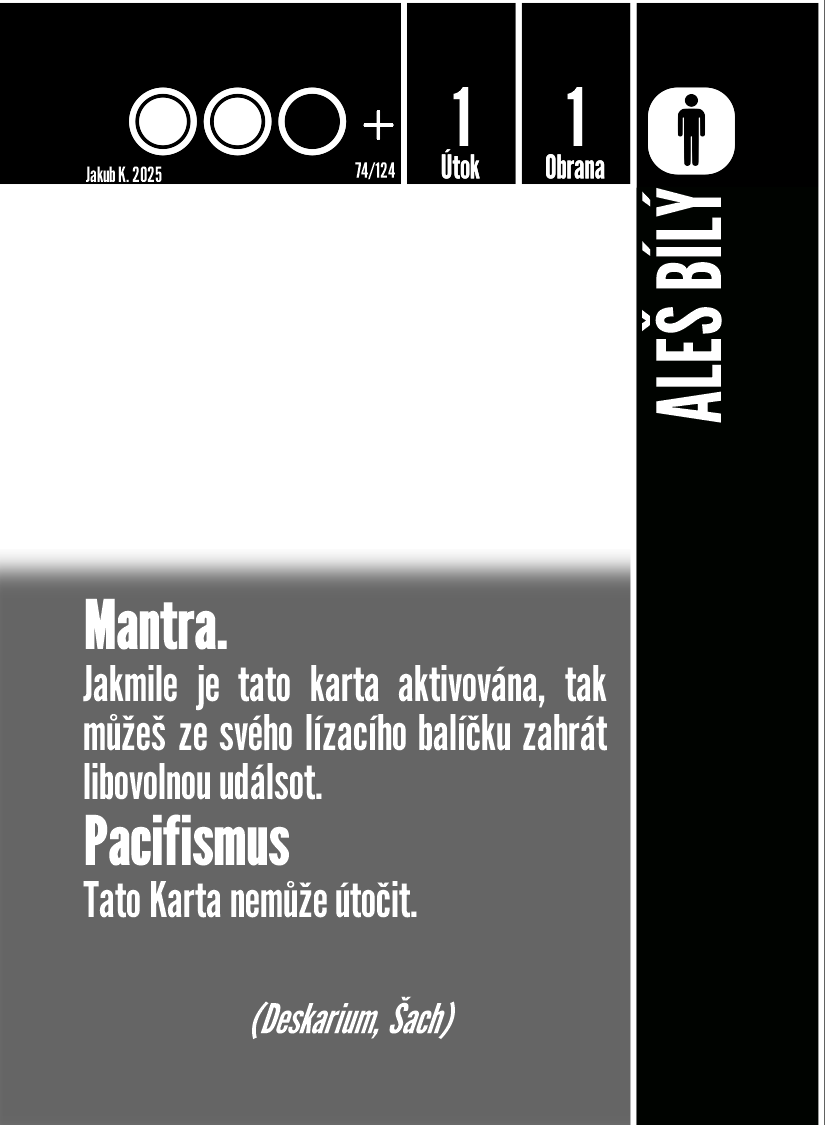 +
Jakub K. 2025
74/124
1
Útok
1
Obrana
ALEŠ BÍLÝ
Mantra.
Jakmile je tato karta aktivována, tak
můžeš ze svého lízacího balíčku zahrát
libovolnou událsot.
Pacifismus
Tato Karta nemůže útočit.
(Deskarium, Šach)